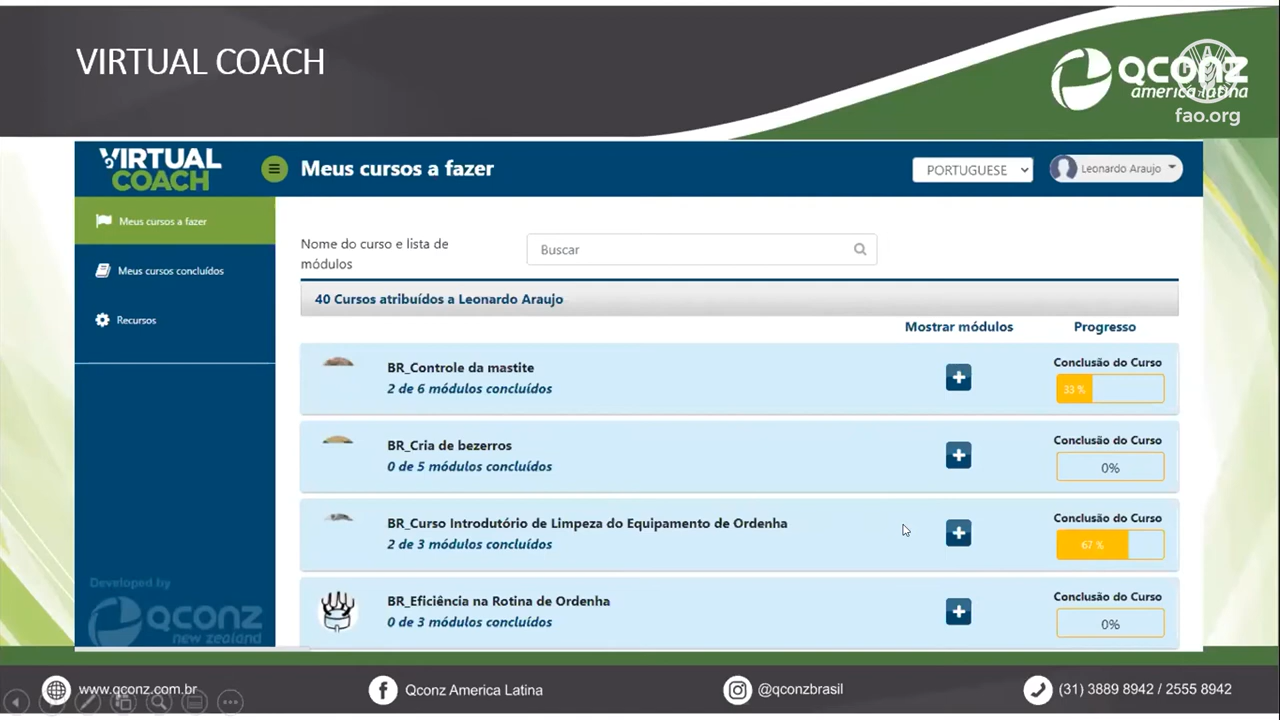 VIRTUAL COACH
QCONZ
america latina
fao.org
VIRTUAL
COACH
Meus cursos a fazer
PORTUGUESE
Leonardo Araujo
Meus cursos a fazer
Meus cursos concluídos
Recursos
Nome do curso e lista de
módulos
Buscar
40 Cursos atribuídos a Leonardo Araujo
Mostrar módulos
Progresso
BR_Controle da mastite
2 de 6 módulos concluídos
Conclusão do Curso
33 %
BR_Cria de bezerros
0 de 5 módulos concluídos
Conclusão do Curso
0%
BR_Curso Introdutório de Limpeza do Equipamento de Ordenha
2 de 3 módulos concluídos
Conclusão do Curso
67 %
BR_Eficiência na Rotina de Ordenha
0 de 3 módulos concluídos
Conclusão do Curso
0%
Developed by
QCONZ
new zealand
www.qconz.com.br
Qconz America Latina
@qconzbrasil
(31) 3889 8942 / 2555 8942